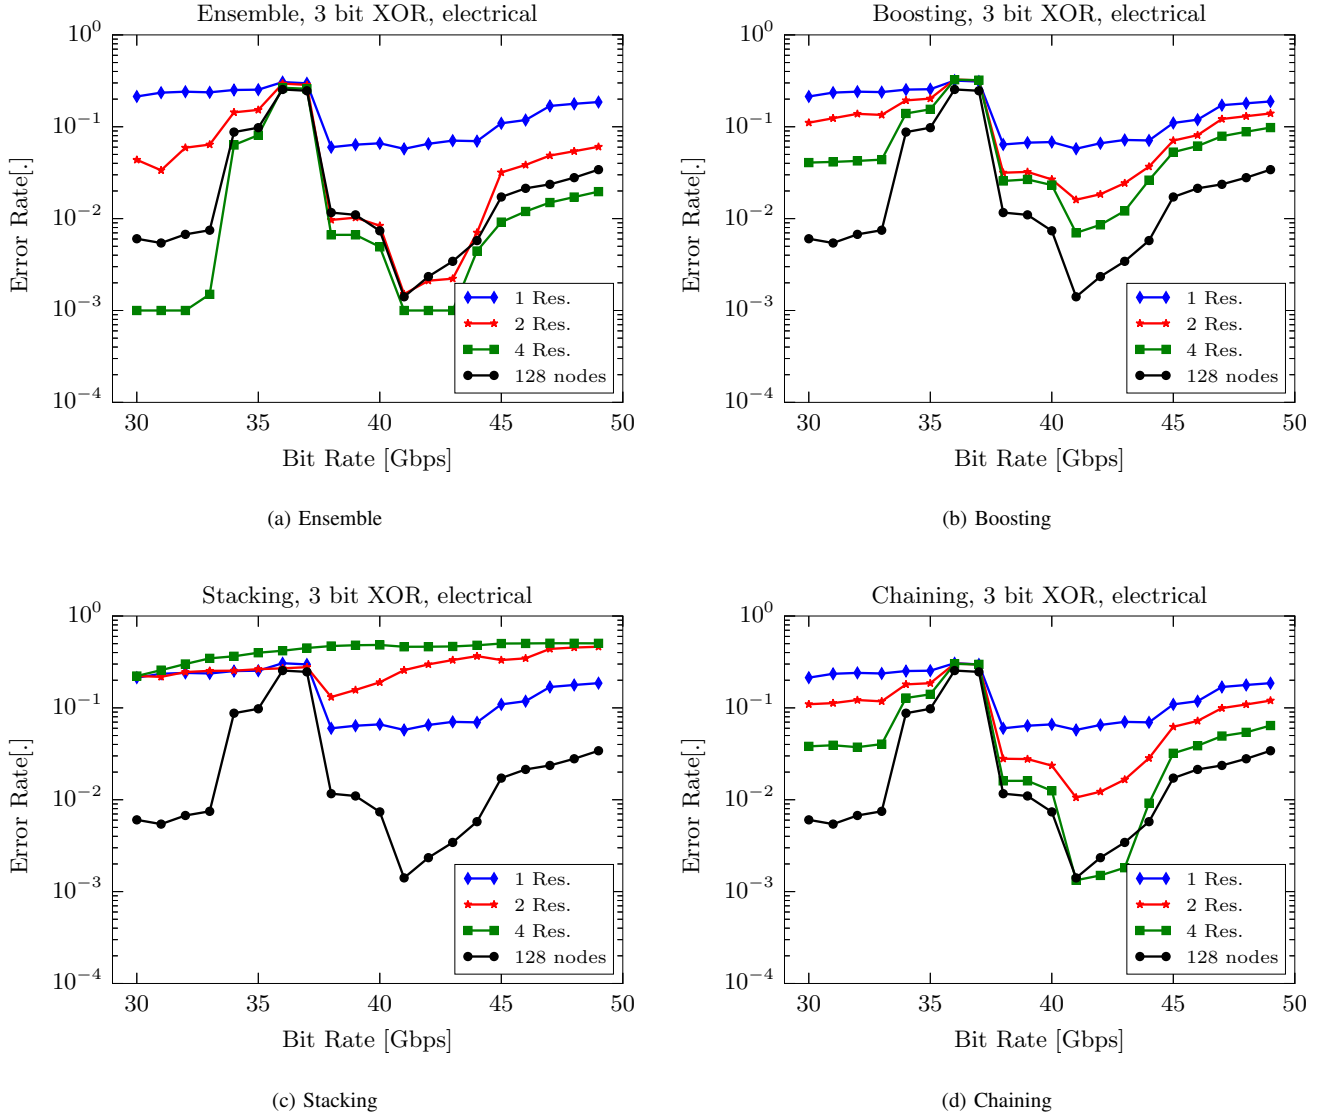 Ensemble, 3 bit XOR, electrical
10^0
10^-1
10^-2
10^-3
10^-4
Error Rate[.]
1 Res.
2 Res.
4 Res.
128 nodes
30 35 40 45 50
Bit Rate [Gbps]
(a) Ensemble
Boosting, 3 bit XOR, electrical
10^0
10^-1
10^-2
10^-3
10^-4
Error Rate[.]
1 Res.
2 Res.
4 Res.
128 nodes
30 35 40 45 50
Bit Rate [Gbps]
(b) Boosting
Stacking, 3 bit XOR, electrical
10^0
10^-1
10^-2
10^-3
10^-4
Error Rate[.]
1 Res.
2 Res.
4 Res.
128 nodes
30 35 40 45 50
Bit Rate [Gbps]
(c) Stacking
Chaining, 3 bit XOR, electrical
10^0
10^-1
10^-2
10^-3
10^-4
Error Rate[.]
1 Res.
2 Res.
4 Res.
128 nodes
30 35 40 45 50
Bit Rate [Gbps]
(d) Chaining